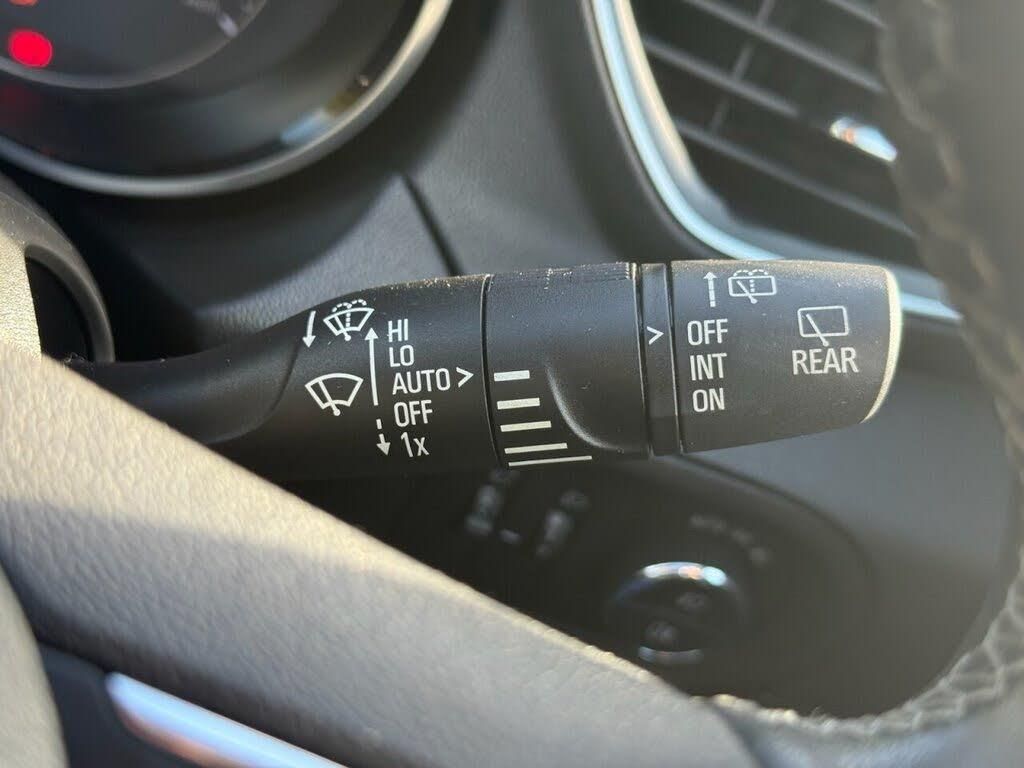 HI
LO
AUTO >
OFF
1x
>
OFF
INT
ON
REAR